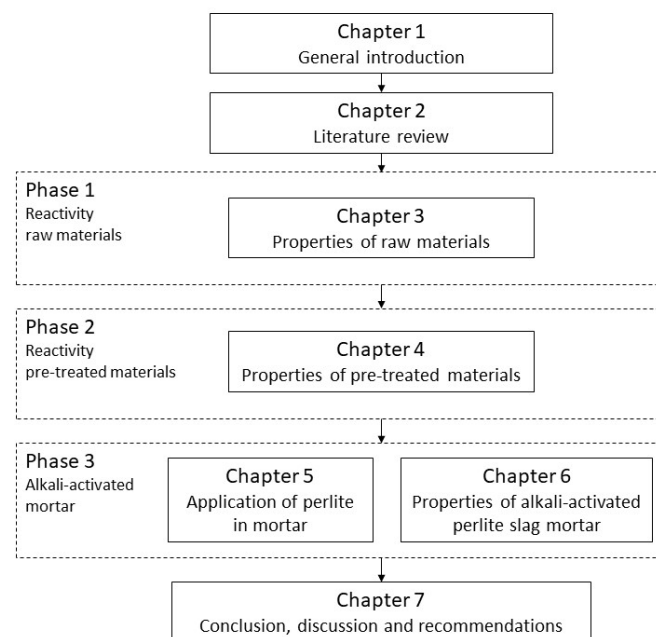 Chapter 1
General introduction
Chapter 2
Literature review
Phase 1
Reactivity
raw materials
Chapter 3
Properties of raw materials
Phase 2
Reactivity
pre-treated materials
Chapter 4
Properties of pre-treated materials
Phase 3
Alkali-activated
mortar
Chapter 5
Application of perlite
in mortar
Chapter 6
Properties of alkali-activated
perlite slag mortar
Chapter 7
Conclusion, discussion and recommendations